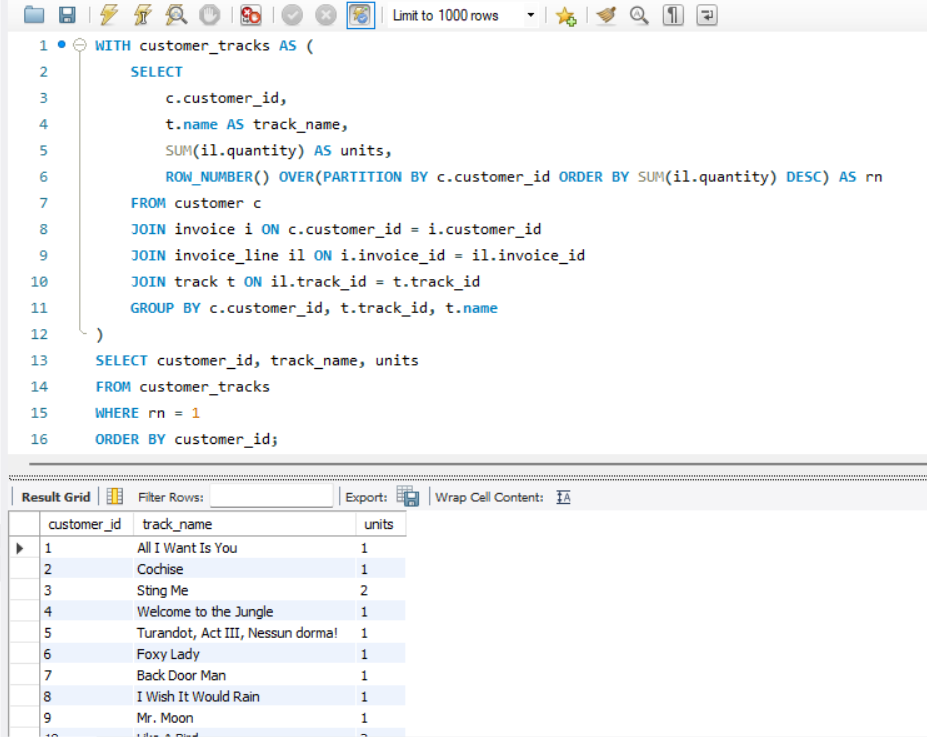 Limit to 1000 rows
1 WITH customer_tracks AS (
2 SELECT
3 c.customer_id,
4 t.name AS track_name,
5 SUM(il.quantity) AS units,
6 ROW_NUMBER() OVER(PARTITION BY c.customer_id ORDER BY SUM(il.quantity) DESC) AS rn
7 FROM customer c
8 JOIN invoice i ON c.customer_id = i.customer_id
9 JOIN invoice_line il ON i.invoice_id = il.invoice_id
10 JOIN track t ON il.track_id = t.track_id
11 GROUP BY c.customer_id, t.track_id, t.name
12 )
13 SELECT customer_id, track_name, units
14 FROM customer_tracks
15 WHERE rn = 1
16 ORDER BY customer_id;
Result Grid Filter Rows: Export: Wrap Cell Content: IA
customer_id track_name units
1 All I Want Is You 1
2 Cochise 1
3 Sting Me 2
4 Welcome to the Jungle 1
5 Turandot, Act III, Nessun dorma! 1
6 Foxy Lady 1
7 Back Door Man 1
8 I Wish It Would Rain 1
9 Mr. Moon 1